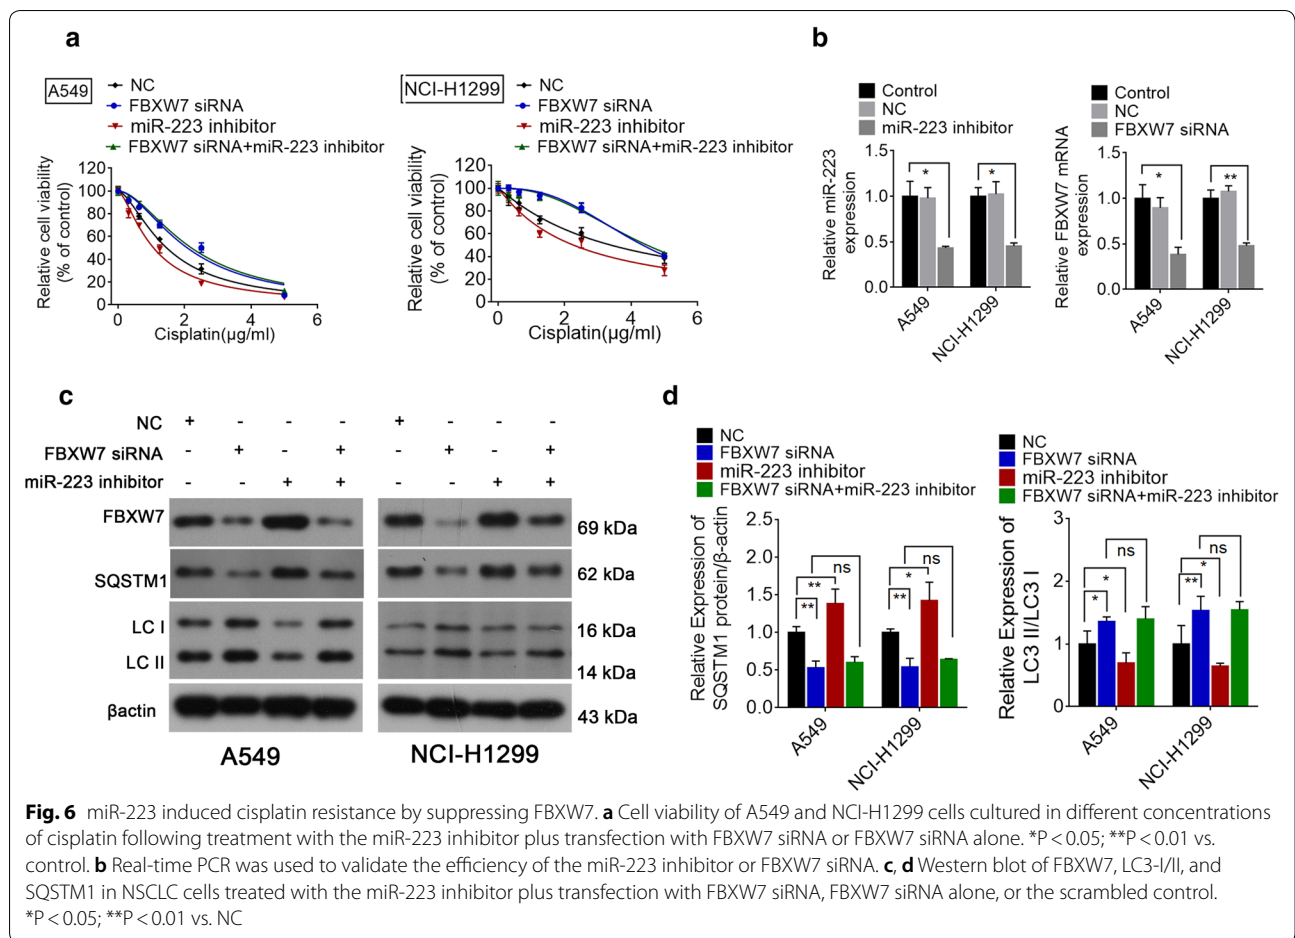 a
A549
NC
FBXW7 siRNA
miR-223 inhibitor
FBXW7 siRNA+miR-223 inhibitor
Relative cell viability
(% of control)
120
100
80
60
40
20
0
0 2 4 6
Cisplatin(µg/ml)
NCI-H1299
NC
FBXW7 siRNA
miR-223 inhibitor
FBXW7 siRNA+miR-223 inhibitor
Relative cell viability
(% of control)
120
100
80
60
40
20
0
0 2 4 6
Cisplatin(µg/ml)
b
Control
NC
miR-223 inhibitor
Relative miR-223
expression
1.5
1.0
0.5
0.0
* *
A549
NCI-H1299
Control
NC
FBXW7 siRNA
Relative FBXW7 mRNA
expression
1.5
1.0
0.5
0.0
* **
A549
NCI-H1299
c
NC + - - - + - - -
FBXW7 siRNA - + - + - + - +
miR-223 inhibitor - - + + - - + +
FBXW7 69 kDa
SQSTM1 62 kDa
LC I 16 kDa
LC II 14 kDa
βactin 43 kDa
A549 NCI-H1299
d
NC
FBXW7 siRNA
miR-223 inhibitor
FBXW7 siRNA+miR-223 inhibitor
Relative Expression of
SQSTM1 protein/β-actin
2.5
2.0
1.5
1.0
0.5
0.0
ns ns
** *
** **
A549
NCI-H1299
NC
FBXW7 siRNA
miR-223 inhibitor
FBXW7 siRNA+miR-223 inhibitor
Relative Expression of
LC3 II/LC3 I
3
2
1
0
ns ns
* *
* **
A549
NCI-H1299
Fig. 6 miR-223 induced cisplatin resistance by suppressing FBXW7. a Cell viability of A549 and NCI-H1299 cells cultured in different concentrations
of cisplatin following treatment with the miR-223 inhibitor plus transfection with FBXW7 siRNA or FBXW7 siRNA alone. *P < 0.05; **P < 0.01 vs.
control. b Real-time PCR was used to validate the efficiency of the miR-223 inhibitor or FBXW7 siRNA. c, d Western blot of FBXW7, LC3-I/II, and
SQSTM1 in NSCLC cells treated with the miR-223 inhibitor plus transfection with FBXW7 siRNA, FBXW7 siRNA alone, or the scrambled control.
*P < 0.05; **P < 0.01 vs. NC